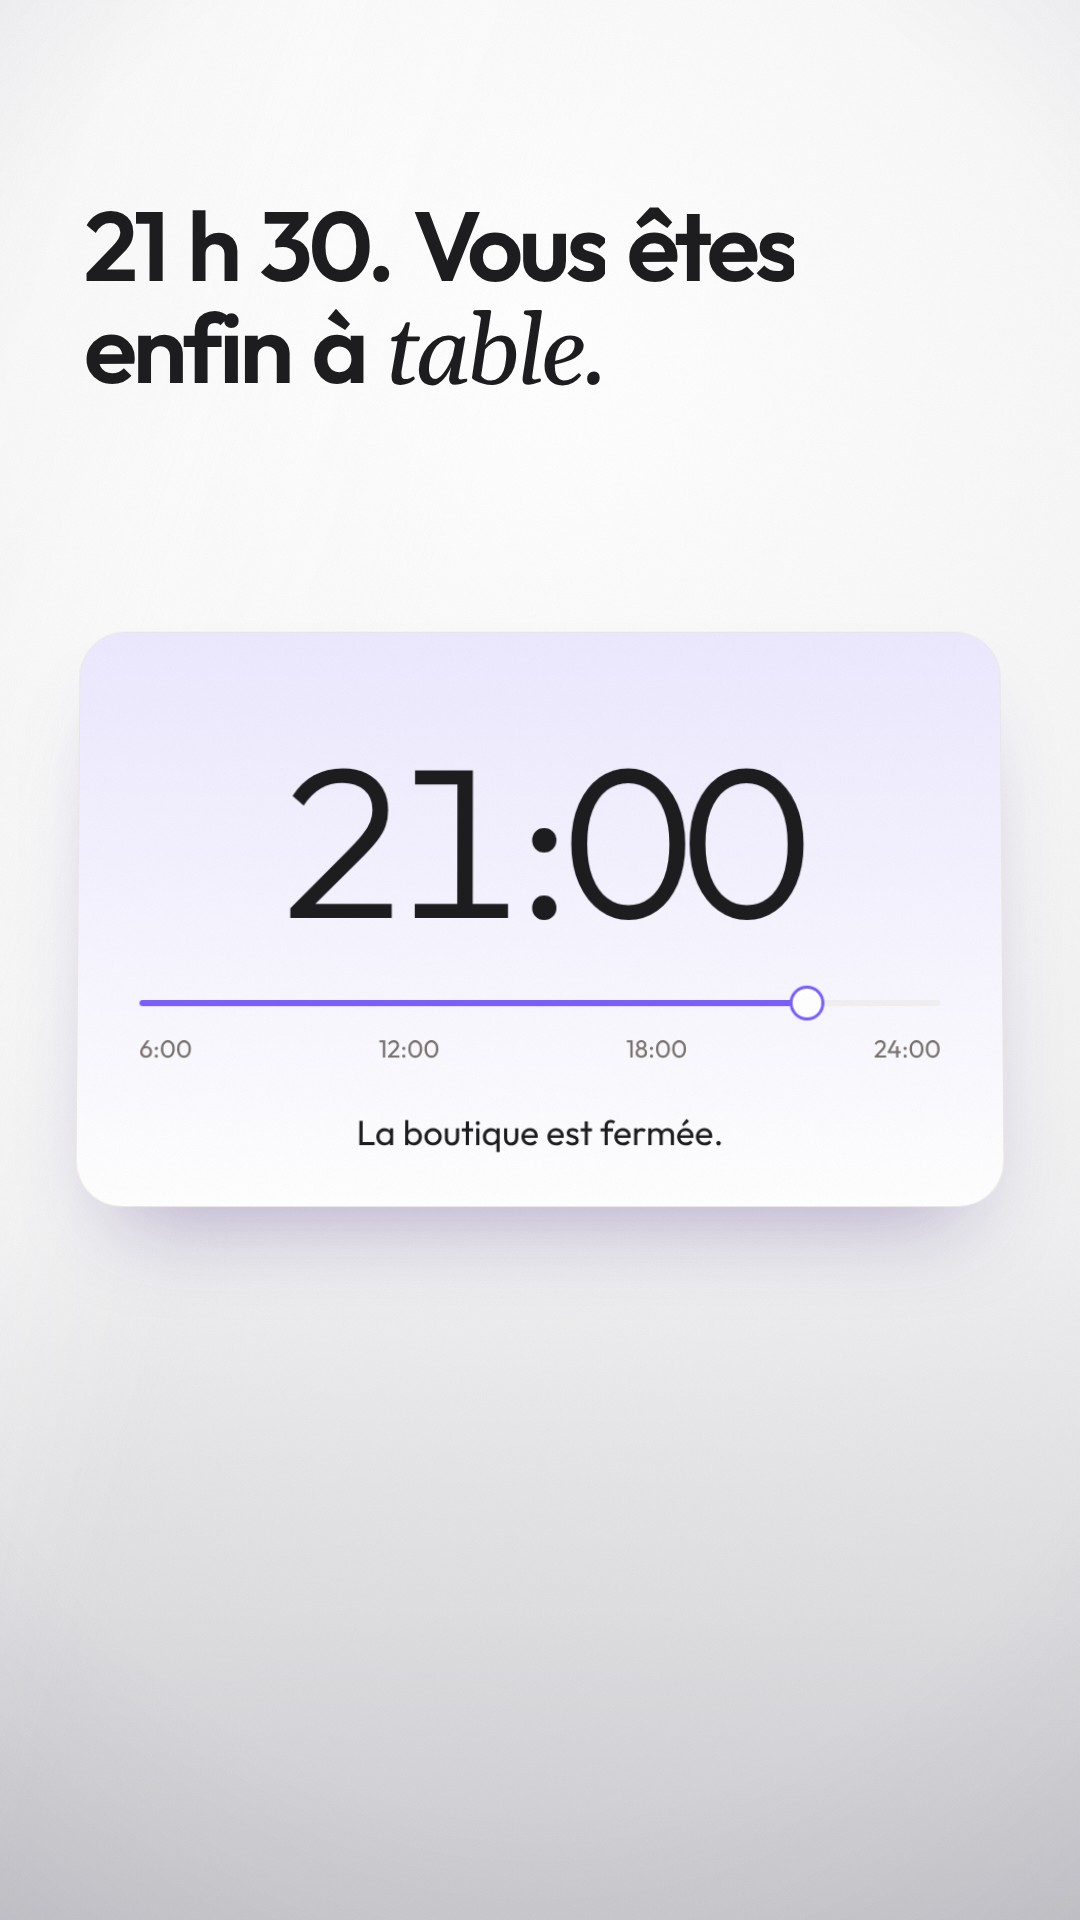 21 h 30. Vous êtes
enfin à table.
21:00
6:00 12:00 18:00 24:00
La boutique est fermée.